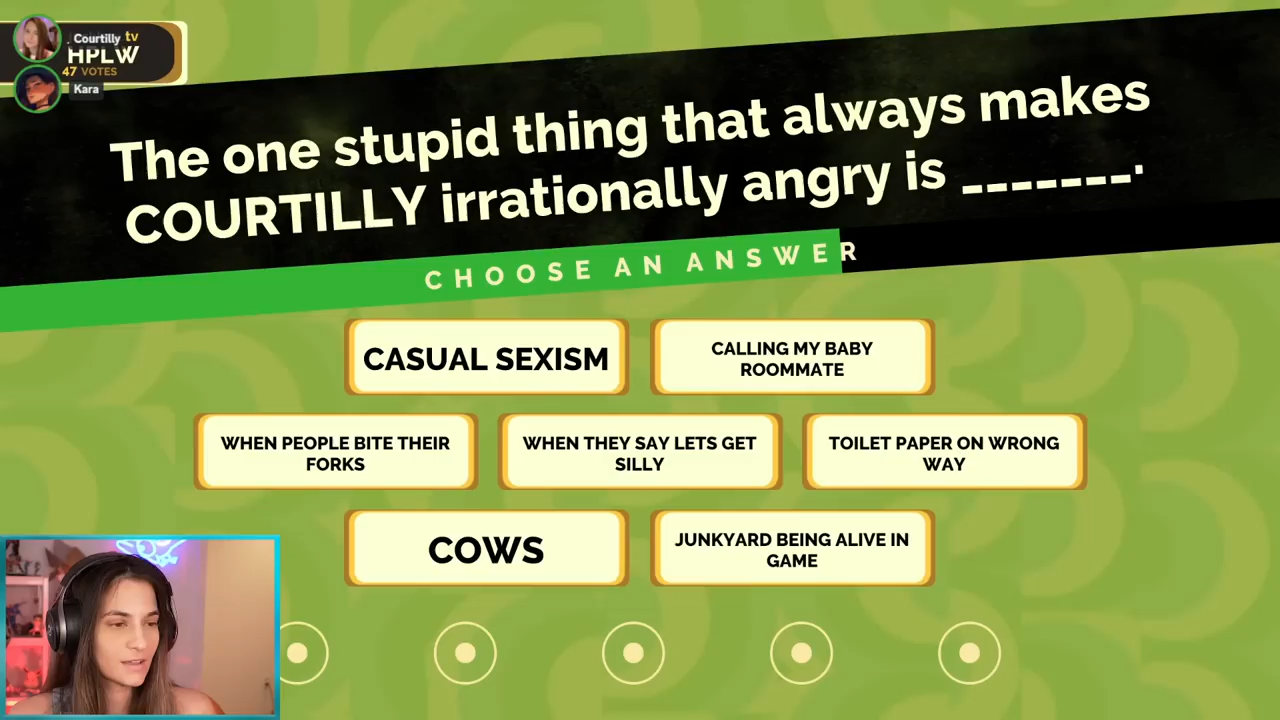 Courtilly tv
HPLW
47 VOTES
Kara
The one stupid thing that always makes
COURTILLY irrationally angry is _______.
CHOOSE AN ANSWER
CASUAL SEXISM
CALLING MY BABY
ROOMMATE
WHEN PEOPLE BITE THEIR
FORKS
WHEN THEY SAY LETS GET
SILLY
TOILET PAPER ON WRONG
WAY
COWS
JUNKYARD BEING ALIVE IN
GAME